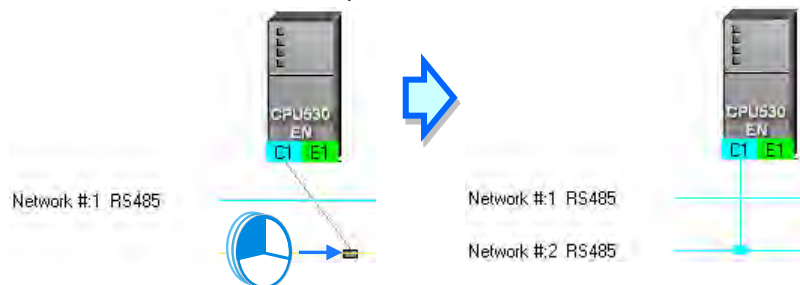 CPU530
EN
C1 E1
Network #:1 RS485
CPU530
EN
C1 E1
Network #:1 RS485
Network #:2 RS485